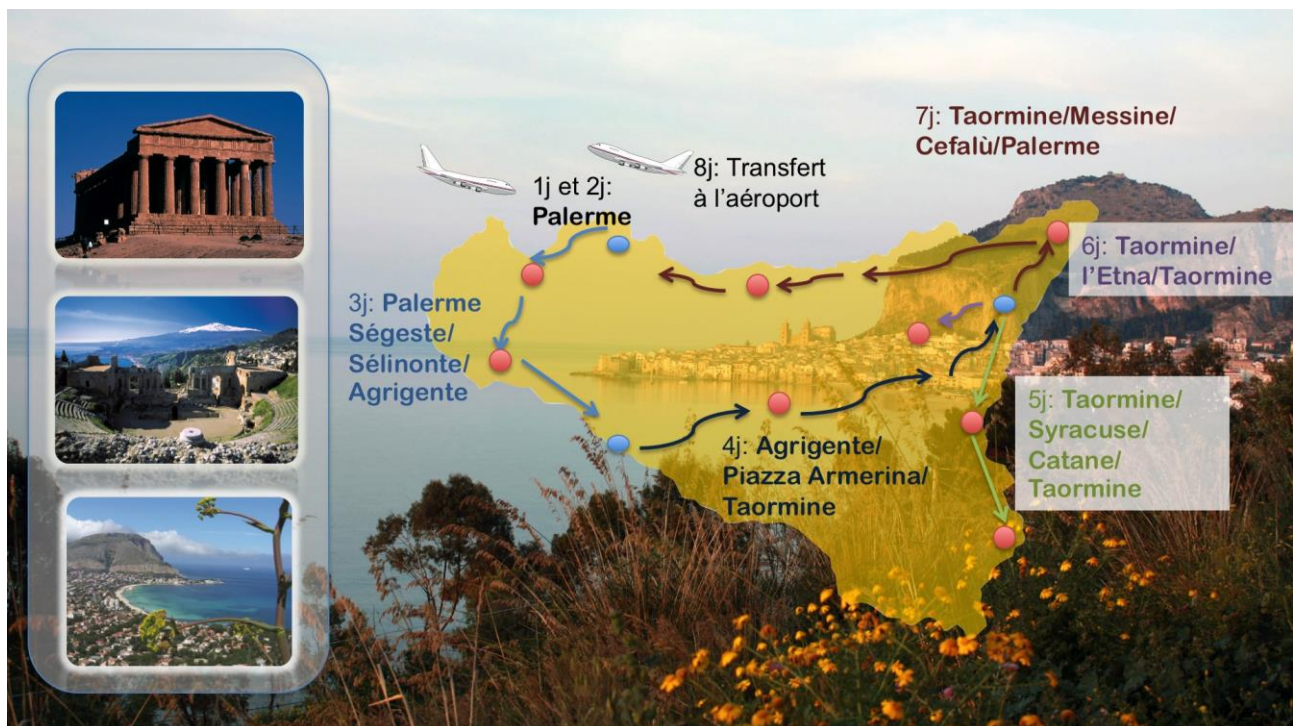 1j et 2j:
Palerme
8j: Transfert
à l’aéroport
7j: Taormine/Messine/
Cefalù/Palerme
6j: Taormine/
l’Etna/Taormine
3j: Palerme
Ségeste/
Sélinonte/
Agrigente
4j: Agrigente/
Piazza Armerina/
Taormine
5j: Taormine/
Syracuse/
Catane/
Taormine